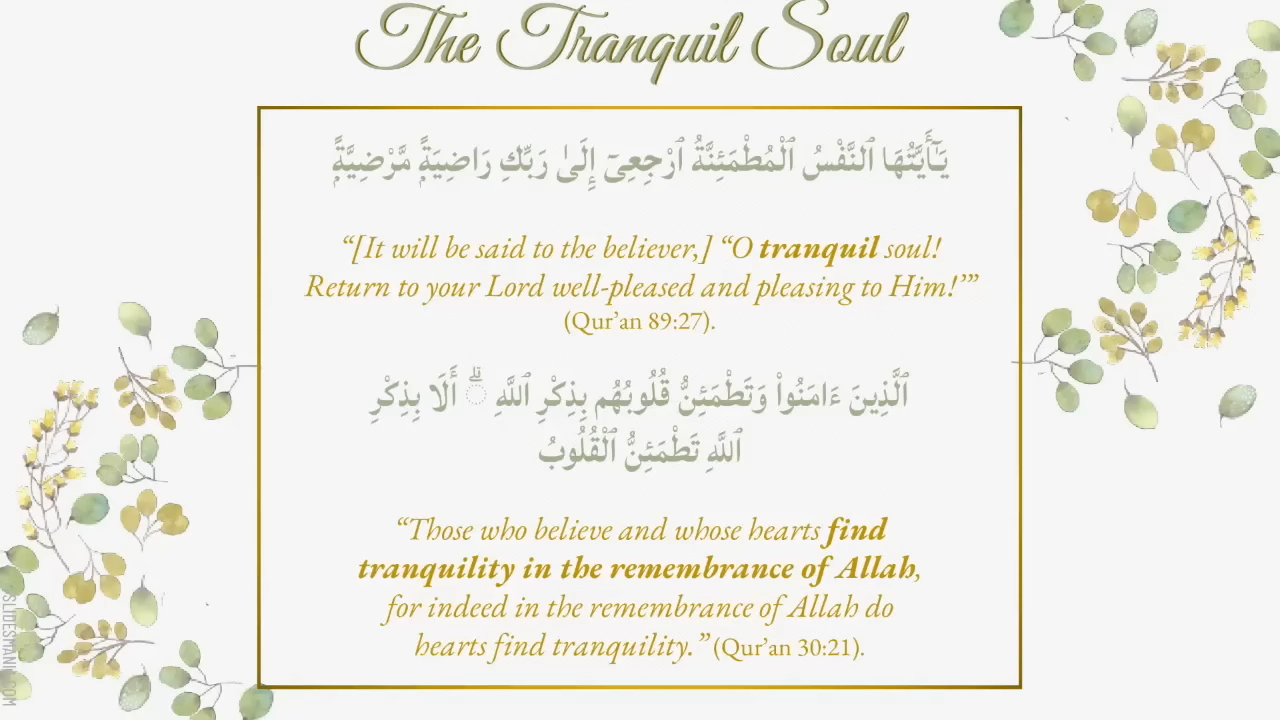 The Tranquil Soul
يَـٰٓأَيَّتُهَا ٱلنَّفْسُ ٱلْمُطْمَئِنَّةُ ٱرْجِعِىٓ إِلَىٰ رَبِّكِ رَاضِيَةًۭ مَّرْضِيَّةًۭ
“[It will be said to the believer,] “O tranquil soul!
Return to your Lord well-pleased and pleasing to Him!’”
(Qur’an 89:27).
ٱلَّذِينَ ءَامَنُوا۟ وَتَطْمَئِنُّ قُلُوبُهُم بِذِكْرِ ٱللَّهِ ۗ أَلَا بِذِكْرِ
ٱللَّهِ تَطْمَئِنُّ ٱلْقُلُوبُ
“Those who believe and whose hearts find
tranquility in the remembrance of Allah,
for indeed in the remembrance of Allah do
hearts find tranquility.” (Qur’an 30:21).
SLIDESMANIA.COM